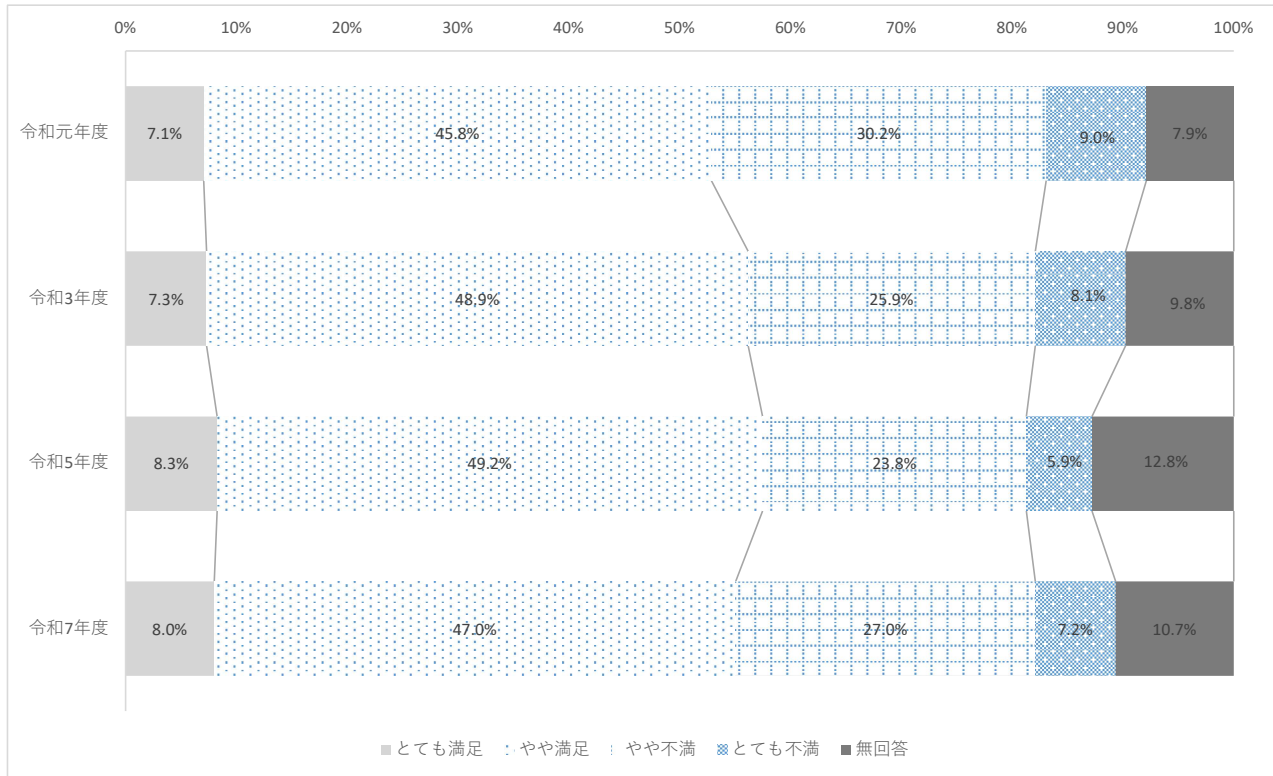 0% 10% 20% 30% 40% 50% 60% 70% 80% 90% 100%
令和元年度 7.1% 45.8% 30.2% 9.0% 7.9%
令和3年度 7.3% 48.9% 25.9% 8.1% 9.8%
令和5年度 8.3% 49.2% 23.8% 5.9% 12.8%
令和7年度 8.0% 47.0% 27.0% 7.2% 10.7%
とても満足 やや満足 やや不満 とても不満 無回答